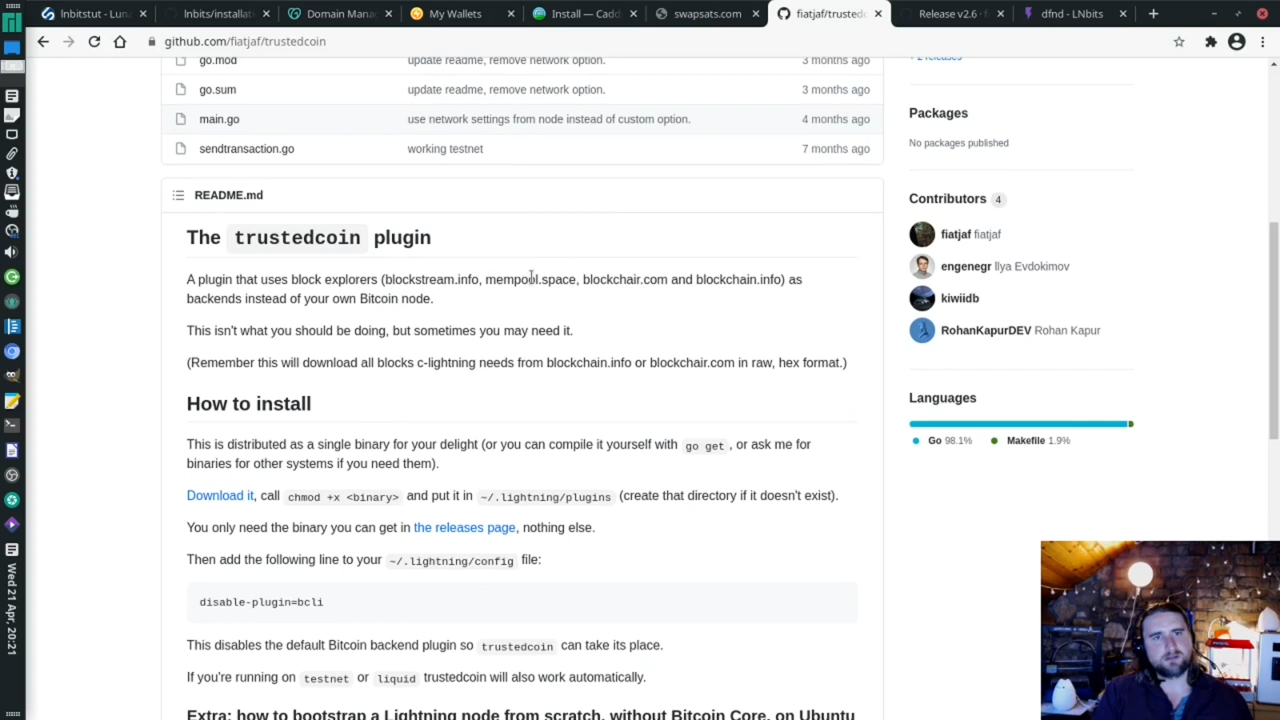 lnbitstut - Luna
lnbits/installat
Domain Mana
My Wallets
Install — Cadd
swapsats.com
fiatjaf/trusted
Release v2.6 · f
dfnd - LNbits
github.com/fiatjaf/trustedcoin
go.mod update readme, remove network option. 3 months ago
go.sum update readme, remove network option. 3 months ago
main.go use network settings from node instead of custom option. 4 months ago
sendtransaction.go working testnet 7 months ago
README.md
The trustedcoin plugin
A plugin that uses block explorers (blockstream.info, mempool.space, blockchair.com and blockchain.info) as
backends instead of your own Bitcoin node.
This isn't what you should be doing, but sometimes you may need it.
(Remember this will download all blocks c-lightning needs from blockchain.info or blockchair.com in raw, hex format.)
How to install
This is distributed as a single binary for your delight (or you can compile it yourself with go get, or ask me for
binaries for other systems if you need them).
Download it, call chmod +x <binary> and put it in ~/.lightning/plugins (create that directory if it doesn't exist).
You only need the binary you can get in the releases page, nothing else.
Then add the following line to your ~/.lightning/config file:
disable-plugin=bcli
This disables the default Bitcoin backend plugin so trustedcoin can take its place.
If you're running on testnet or liquid trustedcoin will also work automatically.
Extra: how to bootstrap a Lightning node from scratch, without Bitcoin Core, on Ubuntu
+ 2 releases
Packages
No packages published
Contributors 4
fiatjaf fiatjaf
engenegr Ilya Evdokimov
kiwiidb
RohanKapurDEV Rohan Kapur
Languages
Go 98.1% Makefile 1.9%
Wed 21 Apr, 20:21